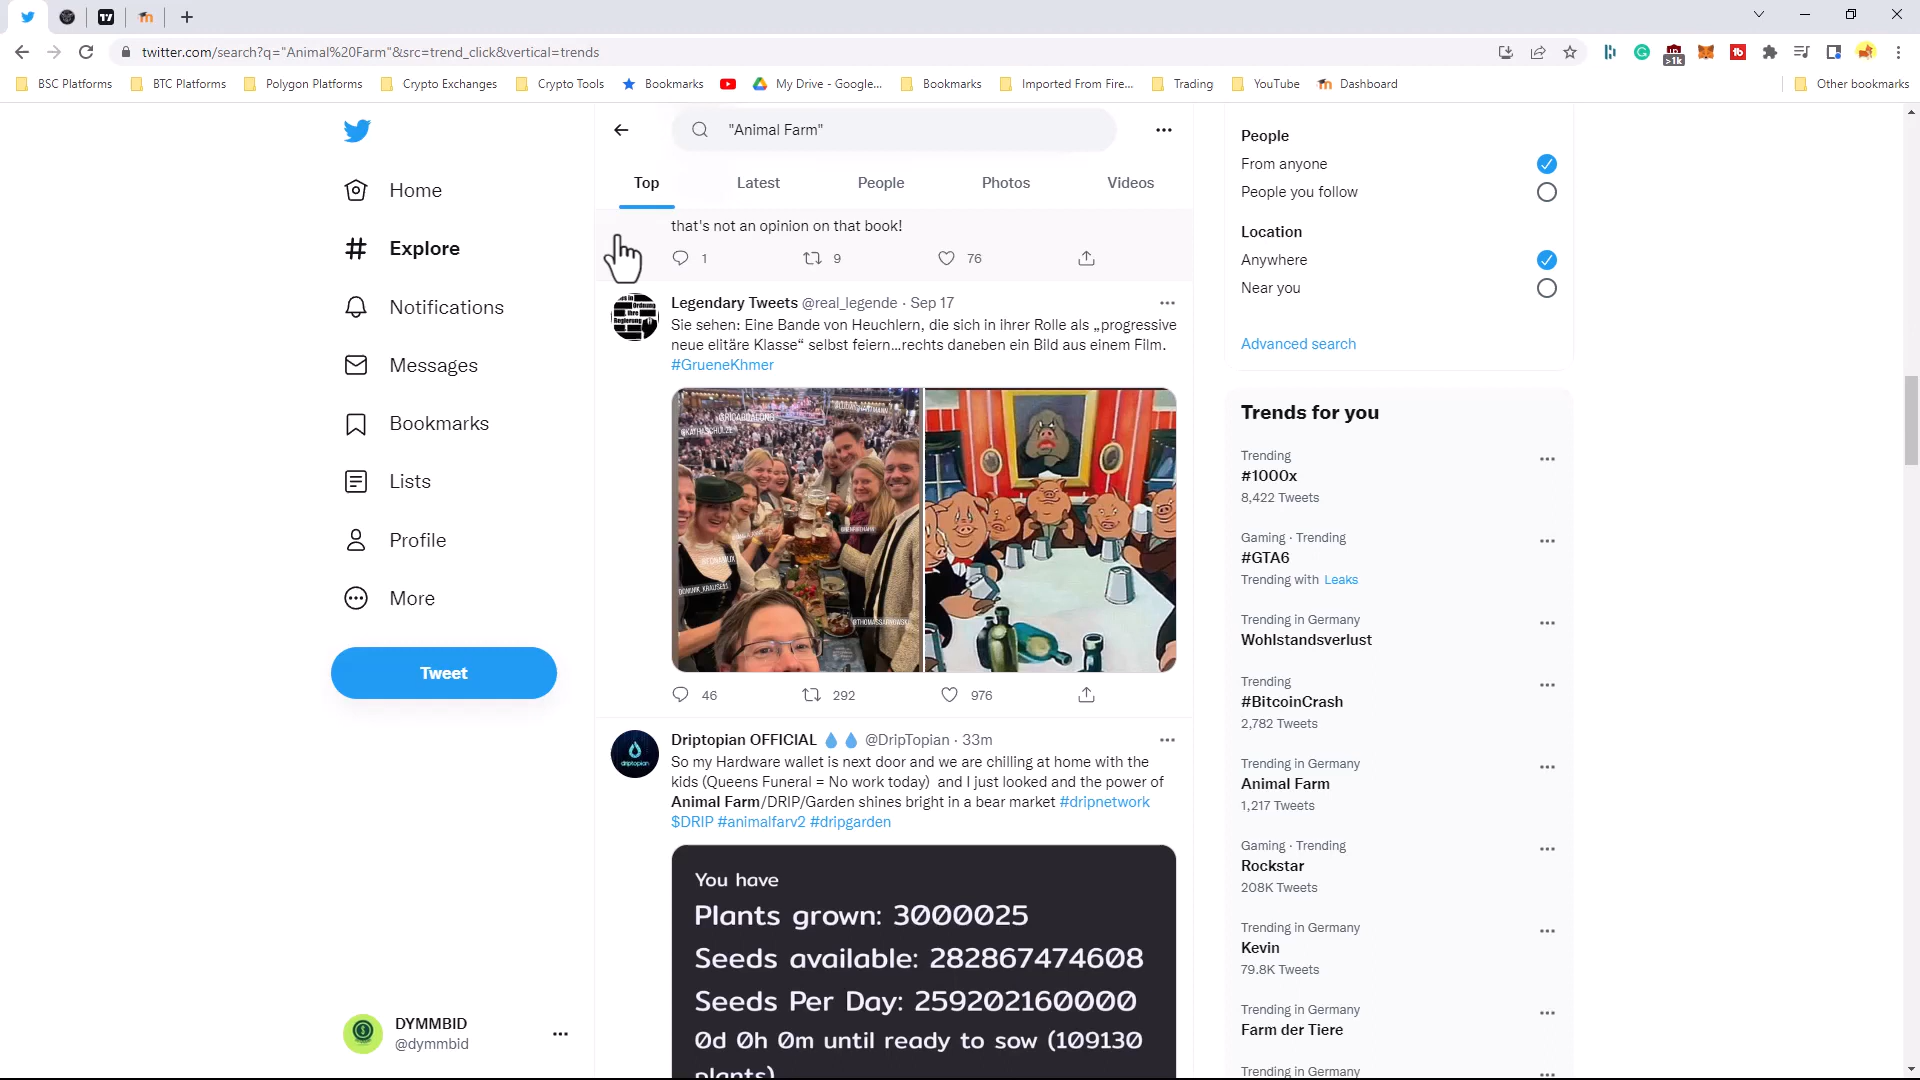 twitter.com/search?q="Animal%20Farm"&src=trend_click&vertical=trends
>1k
BSC Platforms
BTC Platforms
Polygon Platforms
Crypto Exchanges
Crypto Tools
Bookmarks
My Drive - Google...
Bookmarks
Imported From Fire...
Trading
YouTube
Dashboard
Other bookmarks
Home
Explore
Notifications
Messages
Bookmarks
Lists
Profile
More
Tweet
DYMMBID
@dymmbid
"Animal Farm"
Top
Latest
People
Photos
Videos
that's not an opinion on that book!
1
9
76
Legendary Tweets @real_legende · Sep 17
Sie sehen: Eine Bande von Heuchlern, die sich in ihrer Rolle als „progressive
neue elitäre Klasse“ selbst feiern...rechts daneben ein Bild aus einem Film.
#GrueneKhmer
46
292
976
Driptopian OFFICIAL 💧 💧 @DripTopian · 33m
So my Hardware wallet is next door and we are chilling at home with the
kids (Queens Funeral = No work today) and I just looked and the power of
Animal Farm/DRIP/Garden shines bright in a bear market #dripnetwork
$DRIP #animalfarv2 #dripgarden
You have
Plants grown: 3000025
Seeds available: 282867474608
Seeds Per Day: 259202160000
0d 0h 0m until ready to sow (109130
plants)
People
From anyone
People you follow
Location
Anywhere
Near you
Advanced search
Trends for you
Trending
#1000x
8,422 Tweets
Gaming · Trending
#GTA6
Trending with Leaks
Trending in Germany
Wohlstandsverlust
Trending
#BitcoinCrash
2,782 Tweets
Trending in Germany
Animal Farm
1,217 Tweets
Gaming · Trending
Rockstar
208K Tweets
Trending in Germany
Kevin
79.8K Tweets
Trending in Germany
Farm der Tiere
Trending in Germany